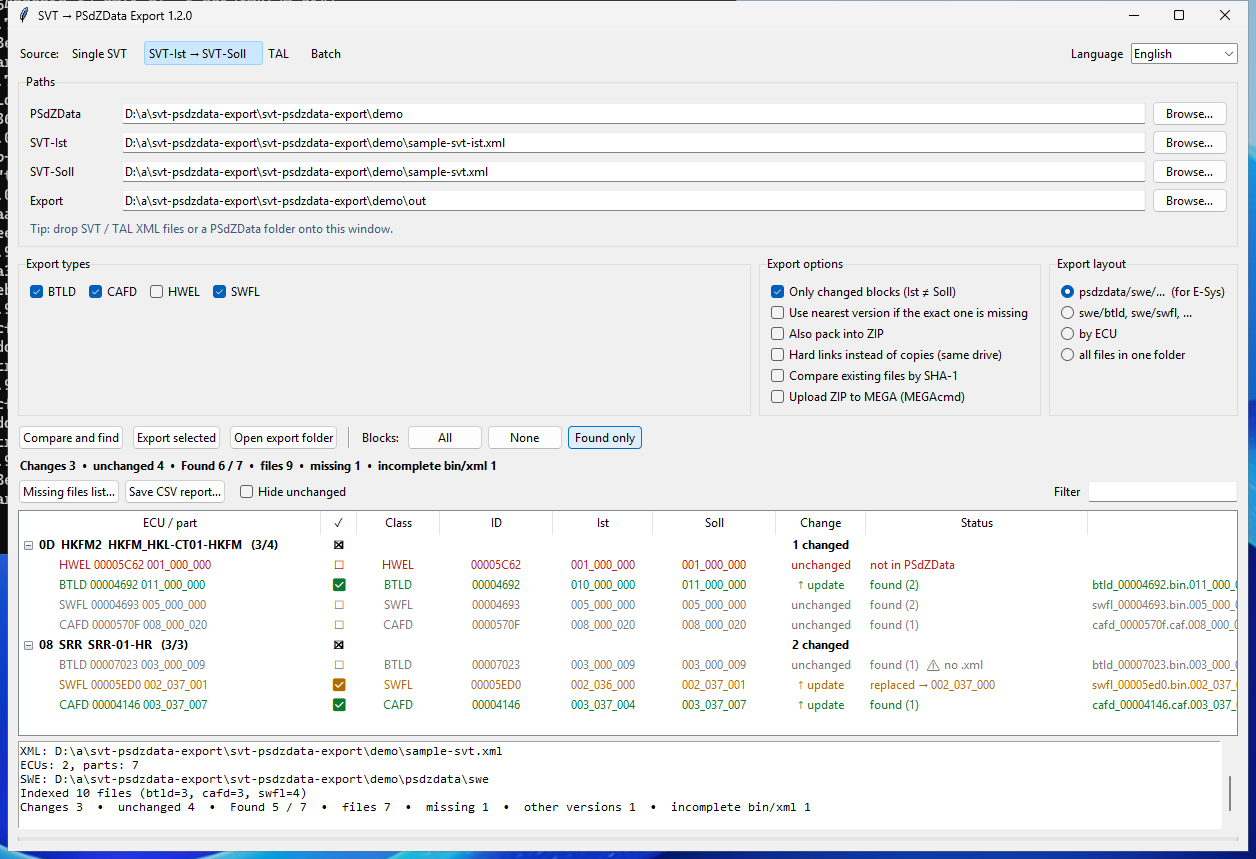 SVT → PSdZData Export 1.2.0
Source: Single SVT SVT-Ist → SVT-Soll TAL Batch Language English
Paths
PSdZData D:\a\svt-psdzdata-export\svt-psdzdata-export\demo Browse...
SVT-Ist D:\a\svt-psdzdata-export\svt-psdzdata-export\demo\sample-svt-ist.xml Browse...
SVT-Soll D:\a\svt-psdzdata-export\svt-psdzdata-export\demo\sample-svt.xml Browse...
Export D:\a\svt-psdzdata-export\svt-psdzdata-export\demo\out Browse...
Tip: drop SVT / TAL XML files or a PSdZData folder onto this window.
Export types
BTLD CAFD HWEL SWFL
Export options
Only changed blocks (Ist ≠ Soll)
Use nearest version if the exact one is missing
Also pack into ZIP
Hard links instead of copies (same drive)
Compare existing files by SHA-1
Upload ZIP to MEGA (MEGAcmd)
Export layout
psdzdata/swe/... (for E-Sys)
swe/btld, swe/swfl, ...
by ECU
all files in one folder
Compare and find Export selected Open export folder Blocks: All None Found only
Changes 3 • unchanged 4 • Found 6 / 7 • files 9 • missing 1 • incomplete bin/xml 1
Missing files list... Save CSV report... Hide unchanged Filter
ECU / part ✓ Class ID Ist Soll Change Status
0D HKFM2 HKFM_HKL-CT01-HKFM (3/4) 1 changed
HWEL 00005C62 001_000_000 HWEL 00005C62 001_000_000 001_000_000 unchanged not in PSdZData
BTLD 00004692 011_000_000 BTLD 00004692 010_000_000 011_000_000 ↑ update found (2) btld_00004692.bin.011_000_
SWFL 00004693 005_000_000 SWFL 00004693 005_000_000 005_000_000 unchanged found (2) swfl_00004693.bin.005_000_
CAFD 0000570F 008_000_020 CAFD 0000570F 008_000_020 008_000_020 unchanged found (1) cafd_0000570f.caf.008_000_0
08 SRR SRR-01-HR (3/3) 2 changed
BTLD 00007023 003_000_009 BTLD 00007023 003_000_009 003_000_009 unchanged found (1) ⚠ no .xml btld_00007023.bin.003_000_
SWFL 00005ED0 002_037_001 SWFL 00005ED0 002_036_000 002_037_001 ↑ update replaced → 002_037_000 swfl_00005ed0.bin.002_037_
CAFD 00004146 003_037_007 CAFD 00004146 003_037_004 003_037_007 ↑ update found (1) cafd_00004146.caf.003_037_
XML: D:\a\svt-psdzdata-export\svt-psdzdata-export\demo\sample-svt.xml
ECUs: 2, parts: 7
SWE: D:\a\svt-psdzdata-export\svt-psdzdata-export\demo\psdzdata\swe
Indexed 10 files (btld=3, cafd=3, swfl=4)
Changes 3 • unchanged 4 • Found 5 / 7 • files 7 • missing 1 • other versions 1 • incomplete bin/xml 1